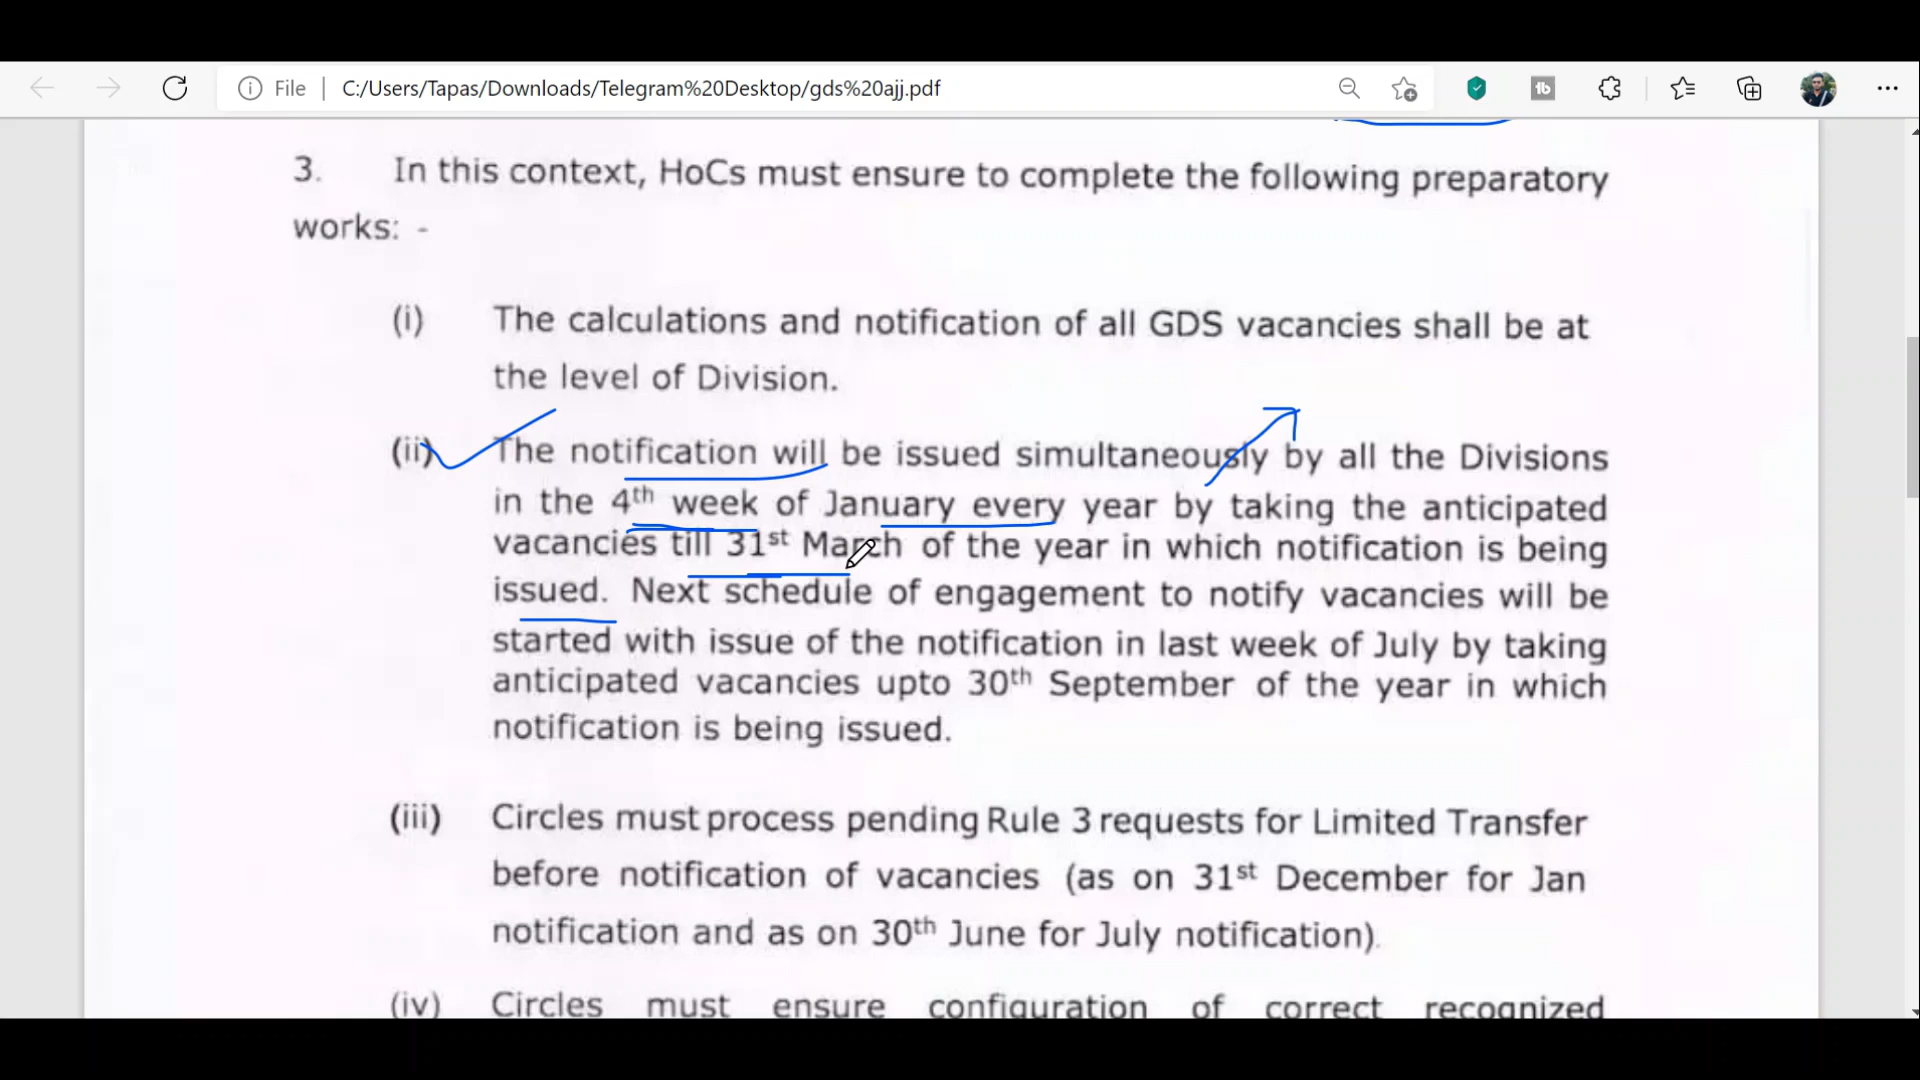 File
C:/Users/Tapas/Downloads/Telegram%20Desktop/gds%20ajj.pdf
3. In this context, HoCs must ensure to complete the following preparatory
works: -
(i) The calculations and notification of all GDS vacancies shall be at
the level of Division.
(ii) The notification will be issued simultaneously by all the Divisions
in the 4th week of January every year by taking the anticipated
vacancies till 31st March of the year in which notification is being
issued. Next schedule of engagement to notify vacancies will be
started with issue of the notification in last week of July by taking
anticipated vacancies upto 30th September of the year in which
notification is being issued.
(iii) Circles must process pending Rule 3 requests for Limited Transfer
before notification of vacancies (as on 31st December for Jan
notification and as on 30th June for July notification).
(iv) Circles must ensure configuration of correct recognized